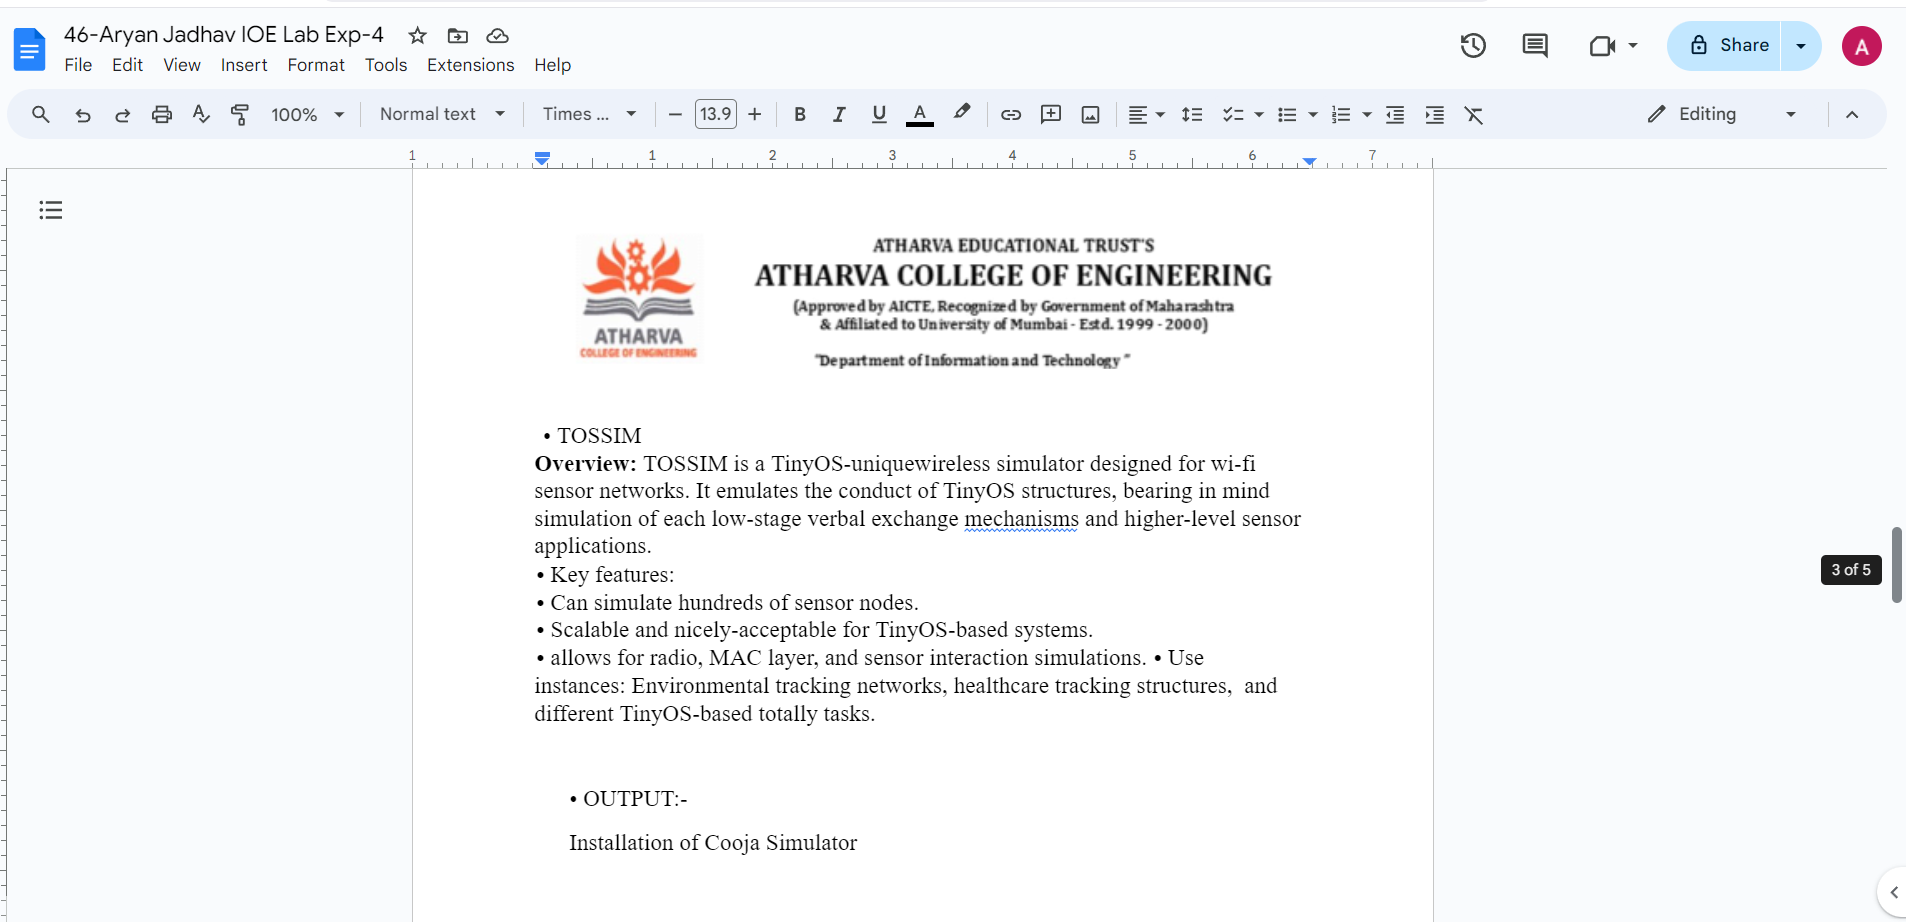 46-Aryan Jadhav IOE Lab Exp-4
File Edit View Insert Format Tools Extensions Help
Share
A
100% Normal text Times ... 13.9 B I U A Editing
1 1 2 3 4 5 6 7
ATHARVA
COLLEGE OF ENGINEERING
ATHARVA EDUCATIONAL TRUST'S
ATHARVA COLLEGE OF ENGINEERING
(Approved by AICTE, Recognized by Government of Maharashtra
& Affiliated to University of Mumbai - Estd. 1999 - 2000)
"Department of Information and Technology "
• TOSSIM
Overview: TOSSIM is a TinyOS-uniquewireless simulator designed for wi-fi
sensor networks. It emulates the conduct of TinyOS structures, bearing in mind
simulation of each low-stage verbal exchange mechanisms and higher-level sensor
applications.
• Key features:
• Can simulate hundreds of sensor nodes.
• Scalable and nicely-acceptable for TinyOS-based systems.
• allows for radio, MAC layer, and sensor interaction simulations. • Use
instances: Environmental tracking networks, healthcare tracking structures,  and
different TinyOS-based totally tasks.
3 of 5
• OUTPUT:-
Installation of Cooja Simulator